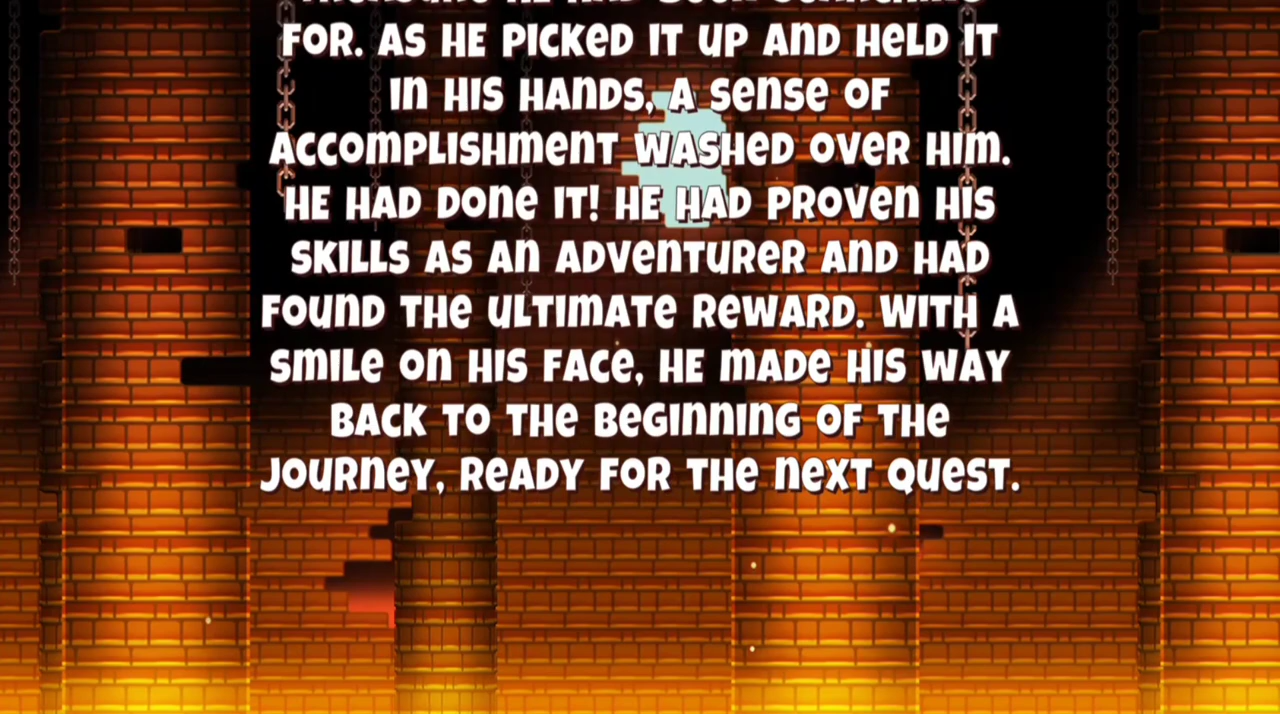 FOR. AS HE PICKED IT UP AND HELD IT
IN HIS HANDS, A SENSE OF
ACCOMPLISHMENT WASHED OVER HIM.
HE HAD DONE IT! HE HAD PROVEN HIS
SKILLS AS AN ADVENTURER AND HAD
FOUND THE ULTIMATE REWARD. WITH A
SMILE ON HIS FACE, HE MADE HIS WAY
BACK TO THE BEGINNING OF THE
JOURNEY, READY FOR THE NEXT QUEST.